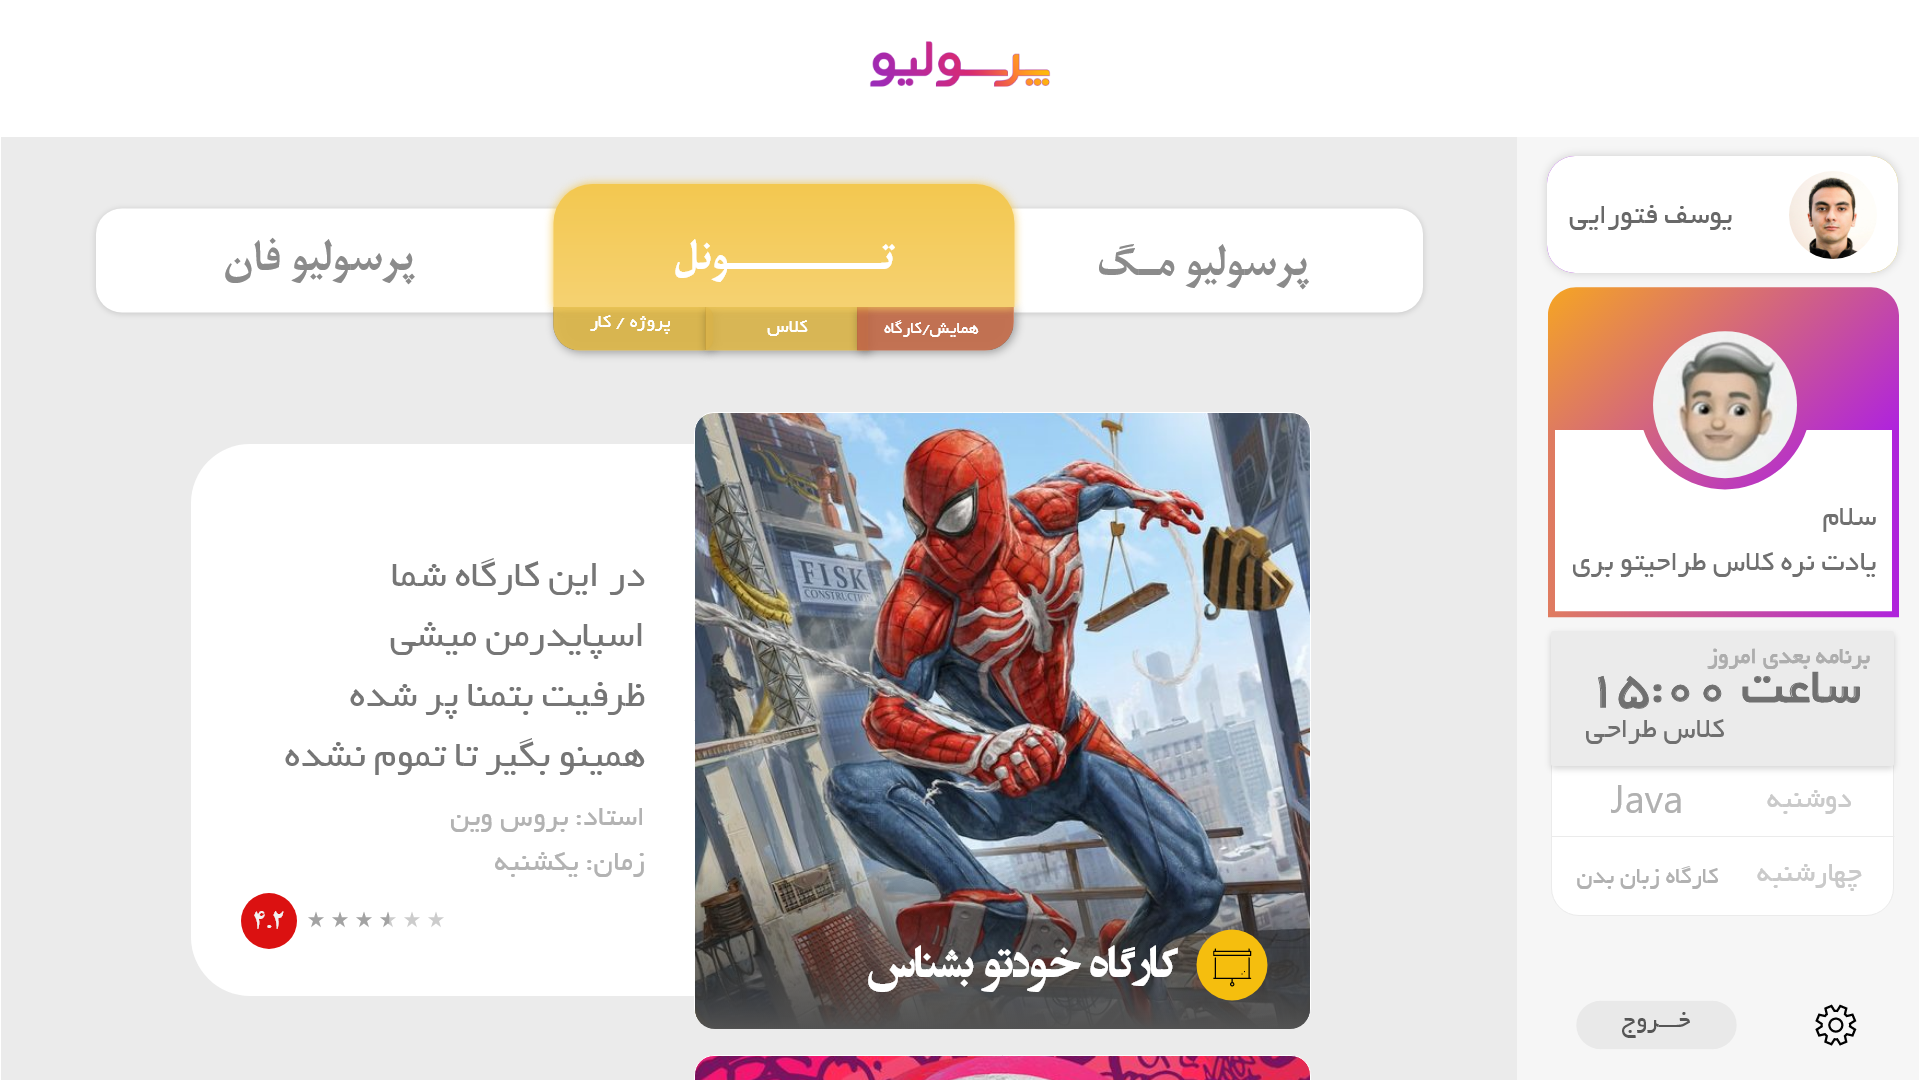 پرسولیو
پرسولیو مگ
تونل
پرسولیو فان
همایش/کارگاه
کلاس
پروژه / کار
یوسف فتورایی
سلام
یادت نره کلاس طراحیتو بری
برنامه بعدی امروز
ساعت ۱۵:۰۰
کلاس طراحی
دوشنبه Java
چهارشنبه کارگاه زبان بدن
خروج
FISK
CONSTRUCTION
کارگاه خودتو بشناس
در این کارگاه شما
اسپایدرمن میشی
ظرفیت بتمنا پر شده
همینو بگیر تا تموم نشده
استاد: بروس وین
زمان: یکشنبه
۴.۲